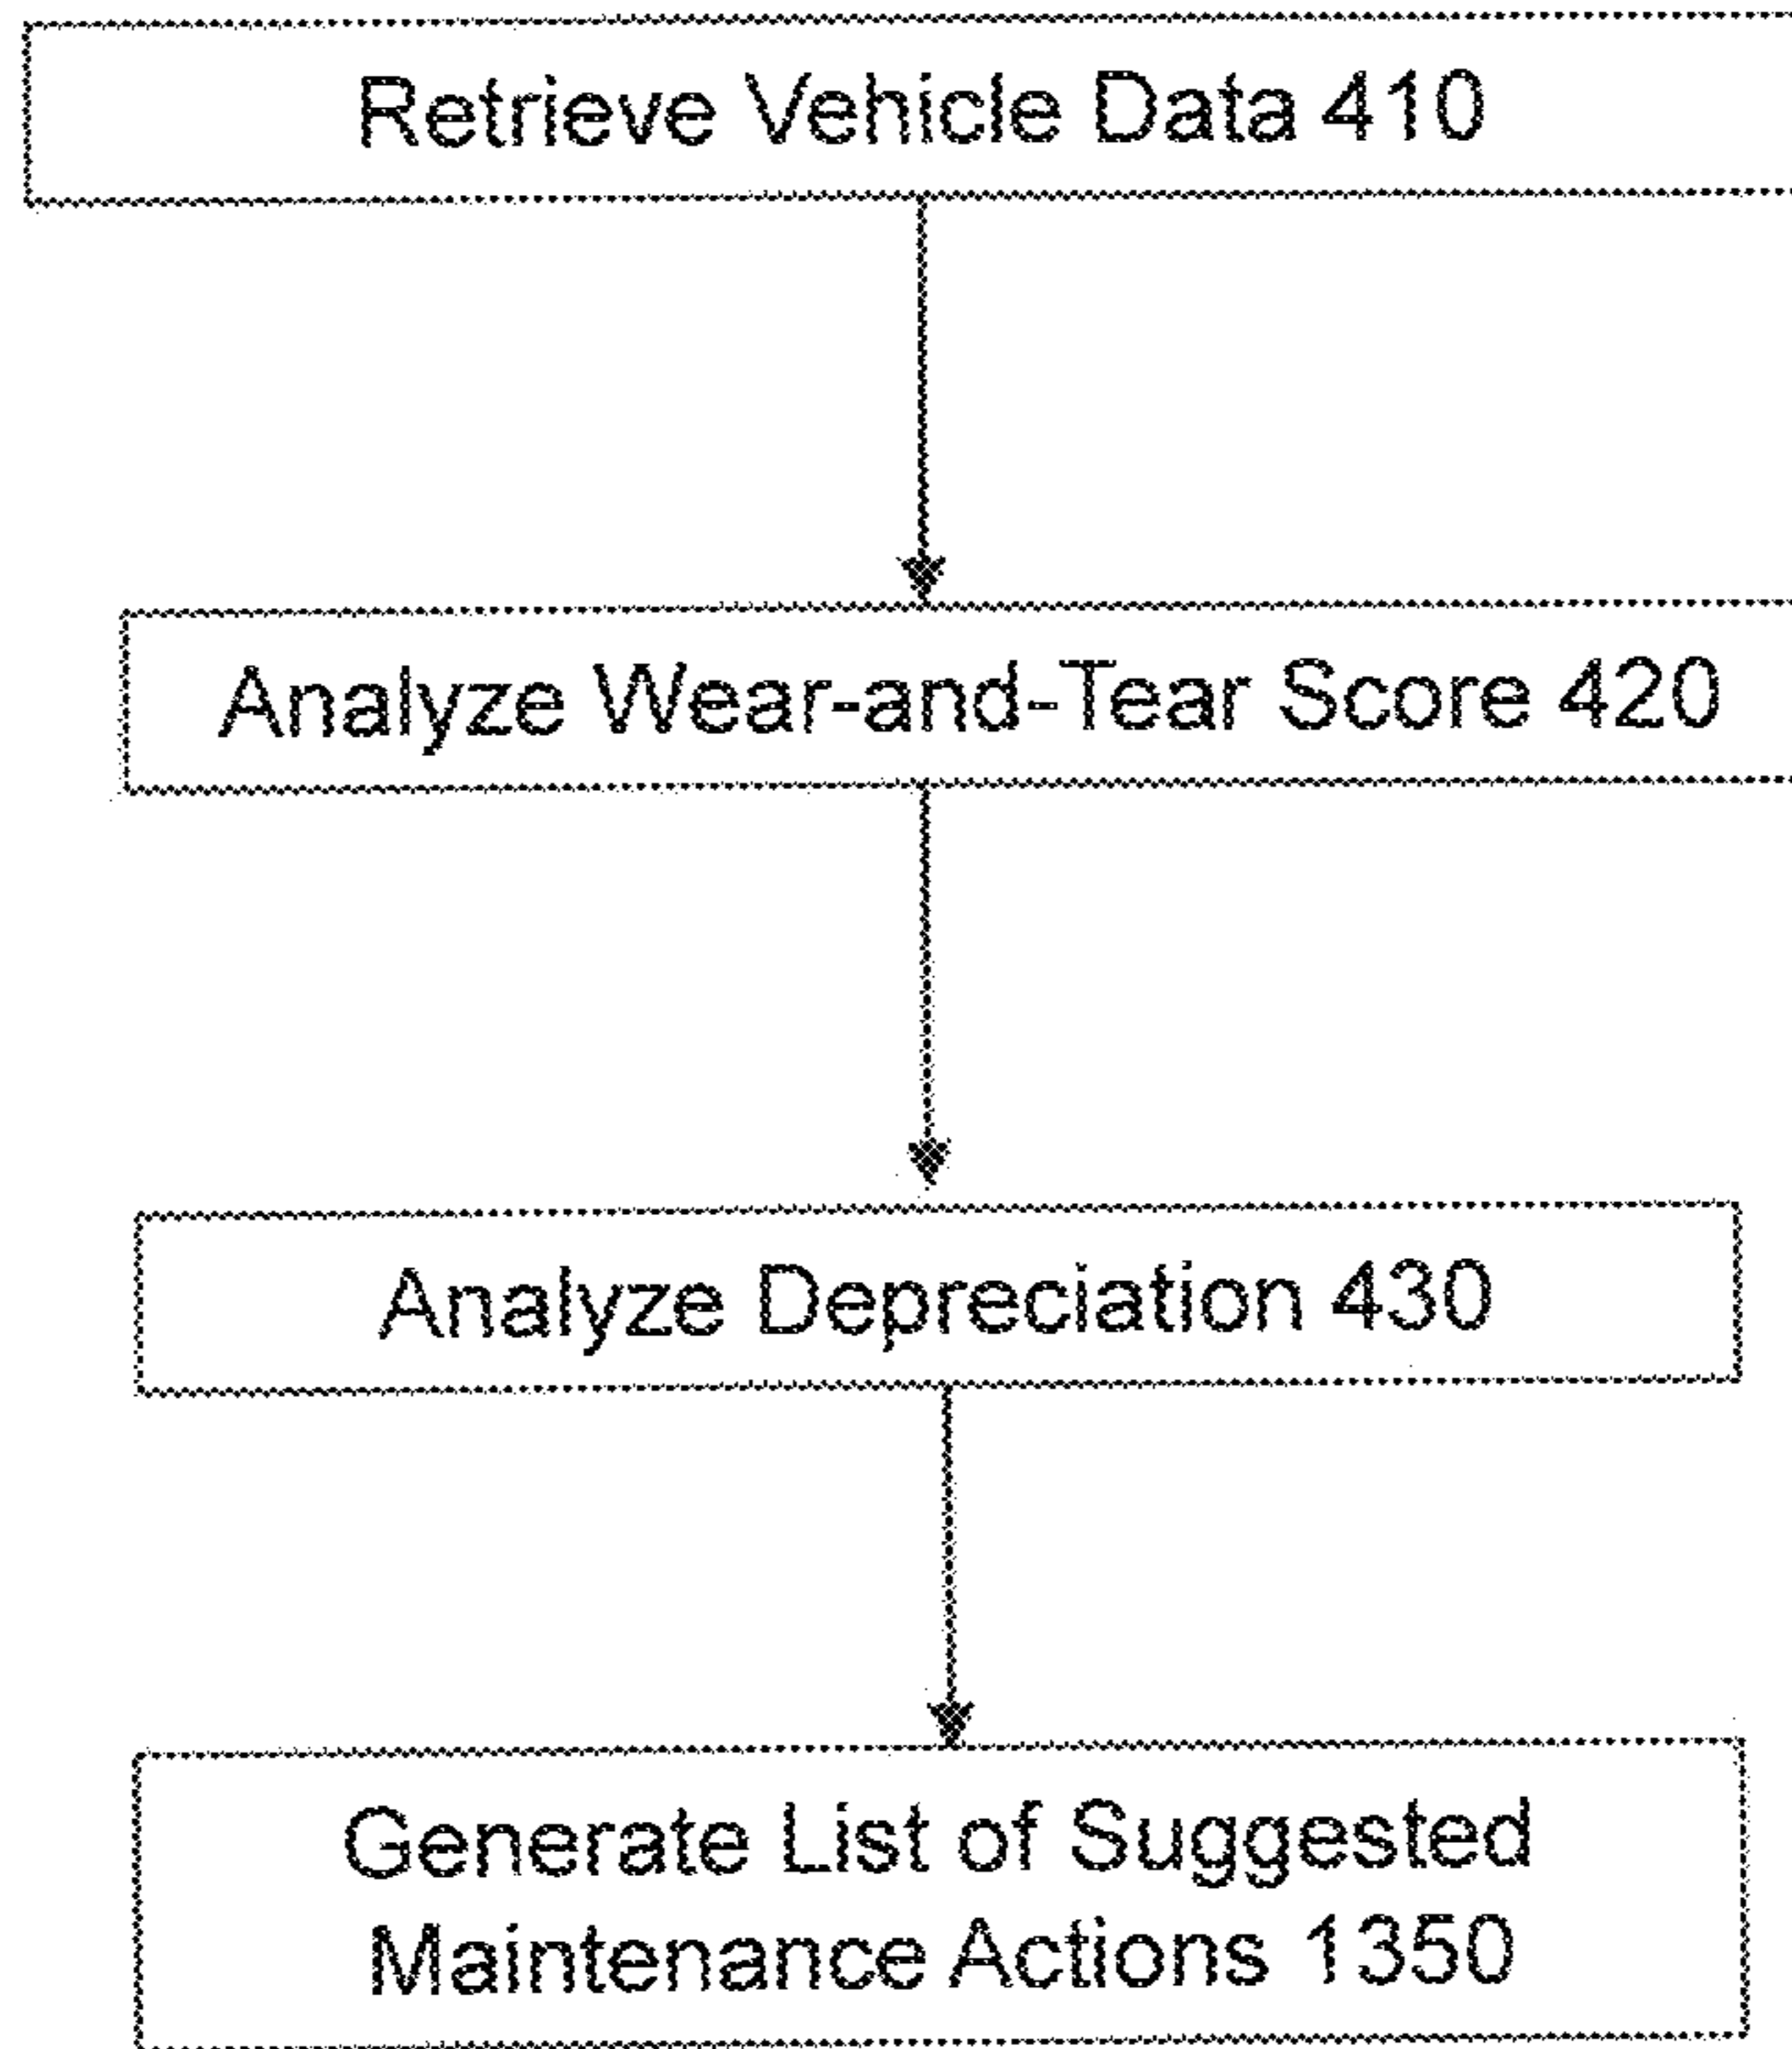 Retrieve Vehicle Data 410
Analyze Wear-and-Tear Score 420
Analyze Depreciation 430
Generate List of Suggested
Maintenance Actions 1350